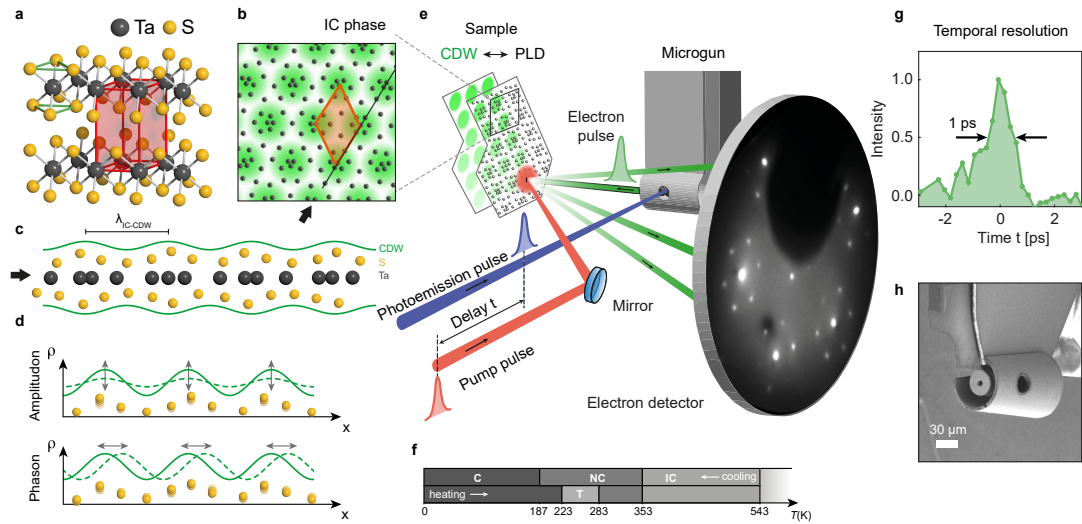 a
Ta
S
b
IC phase
c
λIC-CDW
CDW
S
Ta
d
ρ
Amplitudon
x
ρ
Phason
x
e
Sample
CDW ↔ PLD
Microgun
Electron
pulse
Photoemission pulse
Delay t
Mirror
Pump pulse
Electron detector
f
C
NC
IC
cooling
heating
T
0
187
223
283
353
543
T(K)
g
Temporal resolution
Intensity
1.0
0.5
0.0
1 ps
-2
0
2
Time t [ps]
h
30 μm